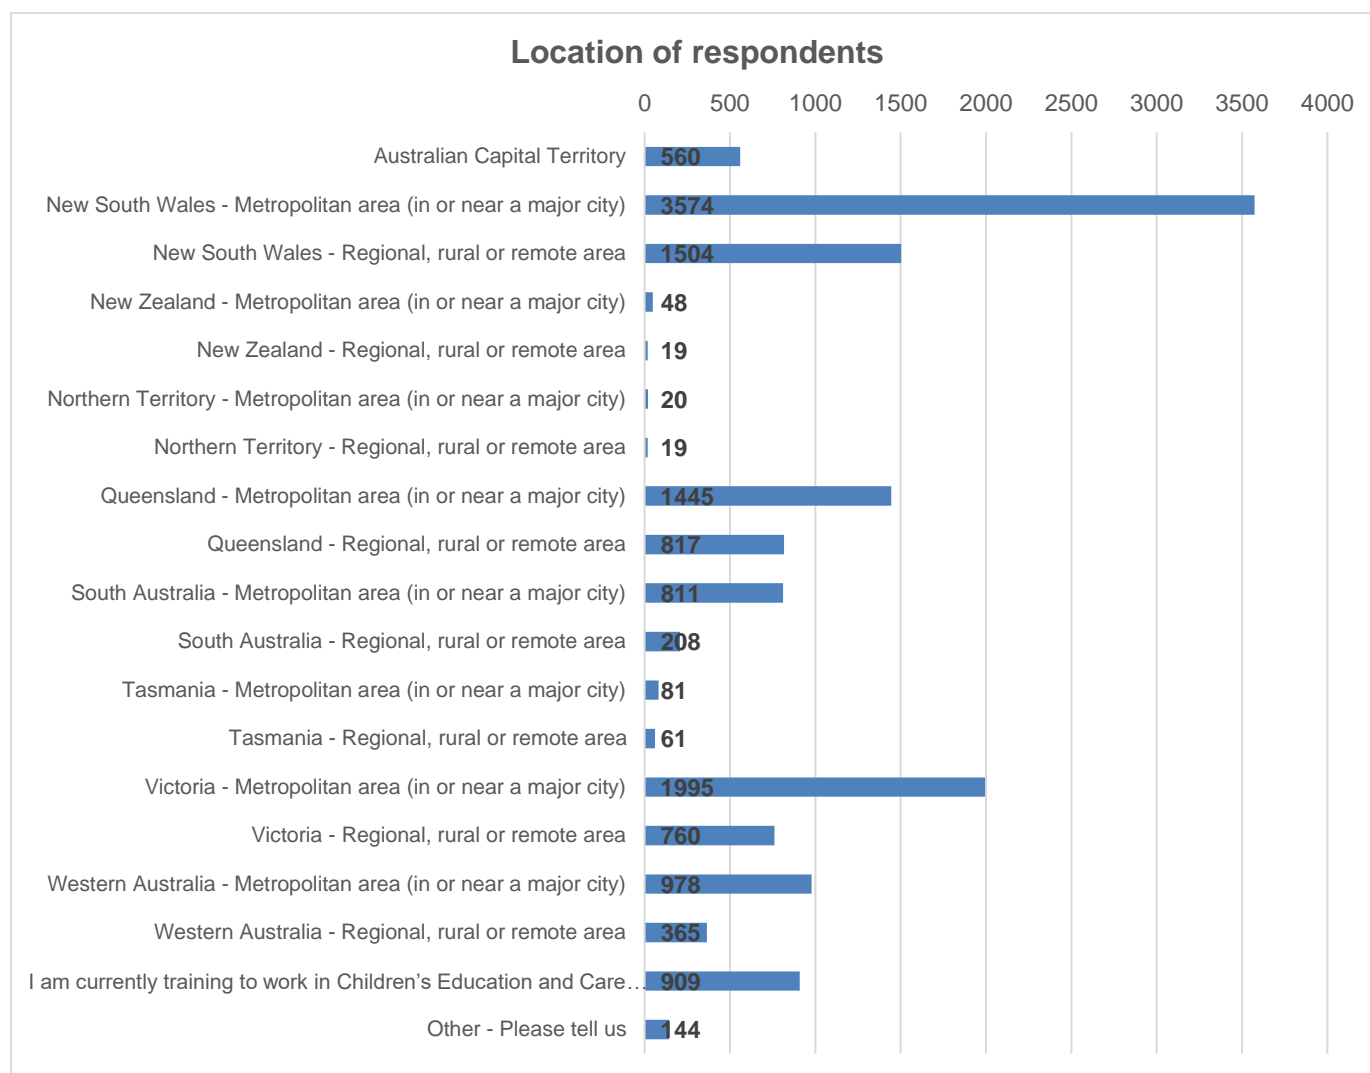 Location of respondents
0 500 1000 1500 2000 2500 3000 3500 4000
Australian Capital Territory 560
New South Wales - Metropolitan area (in or near a major city) 3574
New South Wales - Regional, rural or remote area 1504
New Zealand - Metropolitan area (in or near a major city) 48
New Zealand - Regional, rural or remote area 19
Northern Territory - Metropolitan area (in or near a major city) 20
Northern Territory - Regional, rural or remote area 19
Queensland - Metropolitan area (in or near a major city) 1445
Queensland - Regional, rural or remote area 817
South Australia - Metropolitan area (in or near a major city) 811
South Australia - Regional, rural or remote area 208
Tasmania - Metropolitan area (in or near a major city) 81
Tasmania - Regional, rural or remote area 61
Victoria - Metropolitan area (in or near a major city) 1995
Victoria - Regional, rural or remote area 760
Western Australia - Metropolitan area (in or near a major city) 978
Western Australia - Regional, rural or remote area 365
I am currently training to work in Children’s Education and Care… 909
Other - Please tell us 144